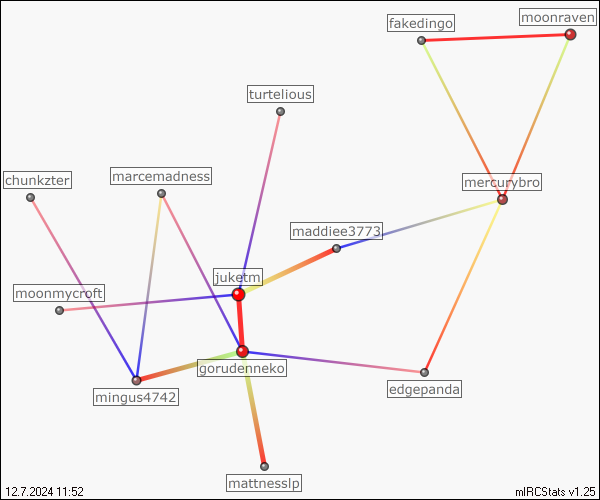 moonraven
fakedingo
turtelious
marcemadness
chunkzter
mercurybro
maddiee3773
juketm
moonmycroft
gorudenneko
edgepanda
mingus4742
mattnesslp
12.7.2024 11:52
mIRCStats v1.25